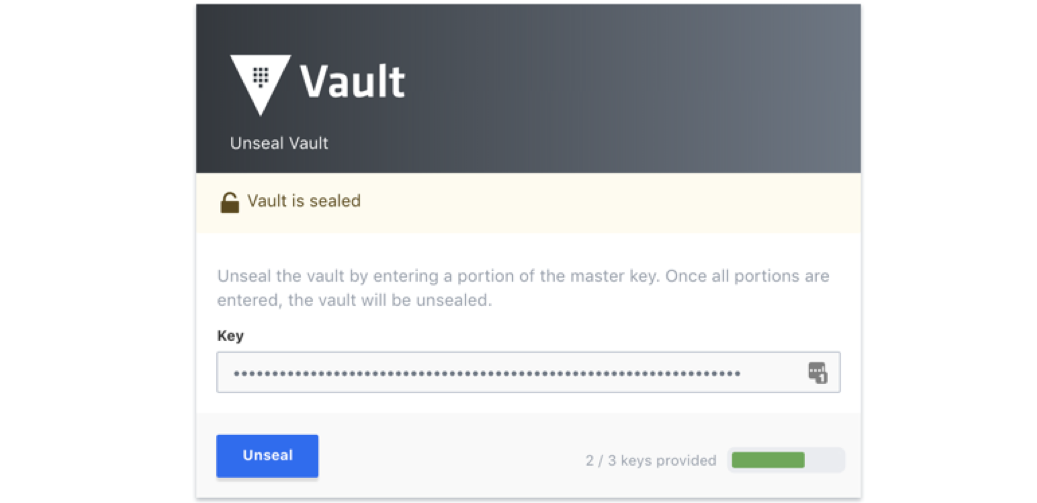 Vault
Unseal Vault
Vault is sealed
Unseal the vault by entering a portion of the master key. Once all portions are
entered, the vault will be unsealed.
Key
••••••••••••••••••••••••••••••••••••••••••••••••••••••••••••••••••
1
Unseal
2 / 3 keys provided